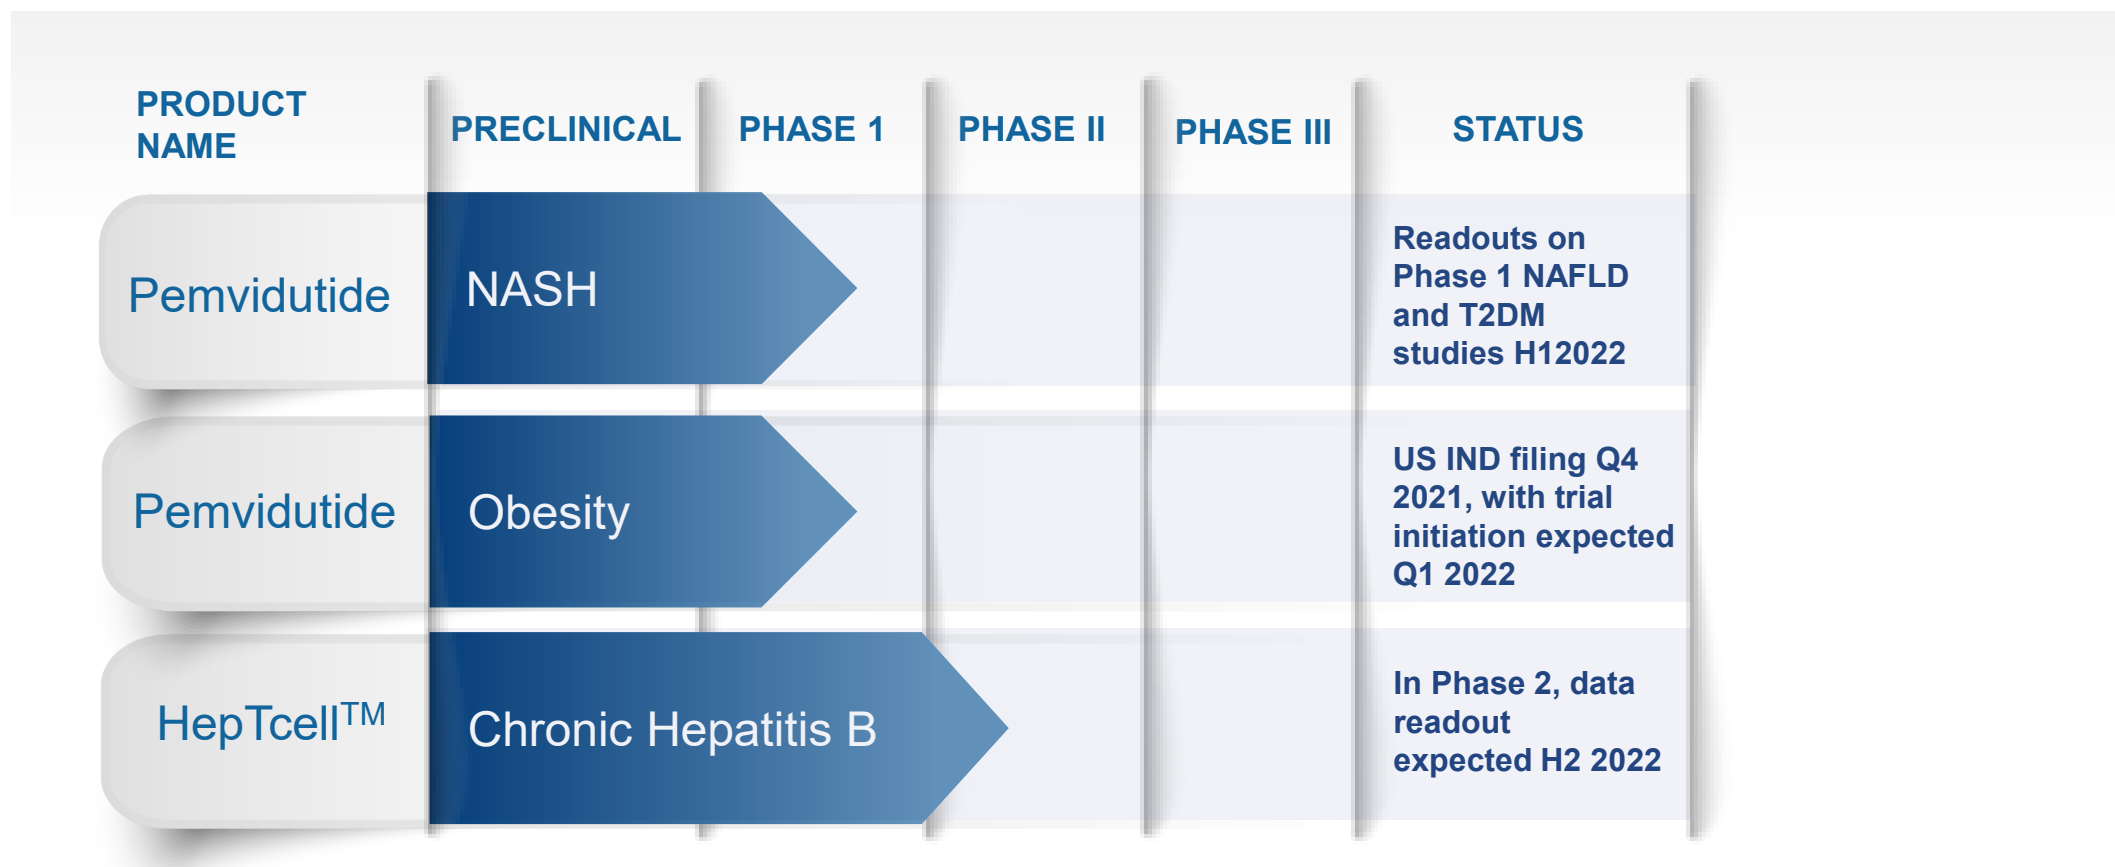 PRODUCT
NAME
PRECLINICAL
PHASE 1
PHASE II
PHASE III
STATUS
Pemvidutide
NASH
Readouts on
Phase 1 NAFLD
and T2DM
studies H12022
Pemvidutide
Obesity
US IND filing Q4
2021, with trial
initiation expected
Q1 2022
HepTcell™
Chronic Hepatitis B
In Phase 2, data
readout
expected H2 2022